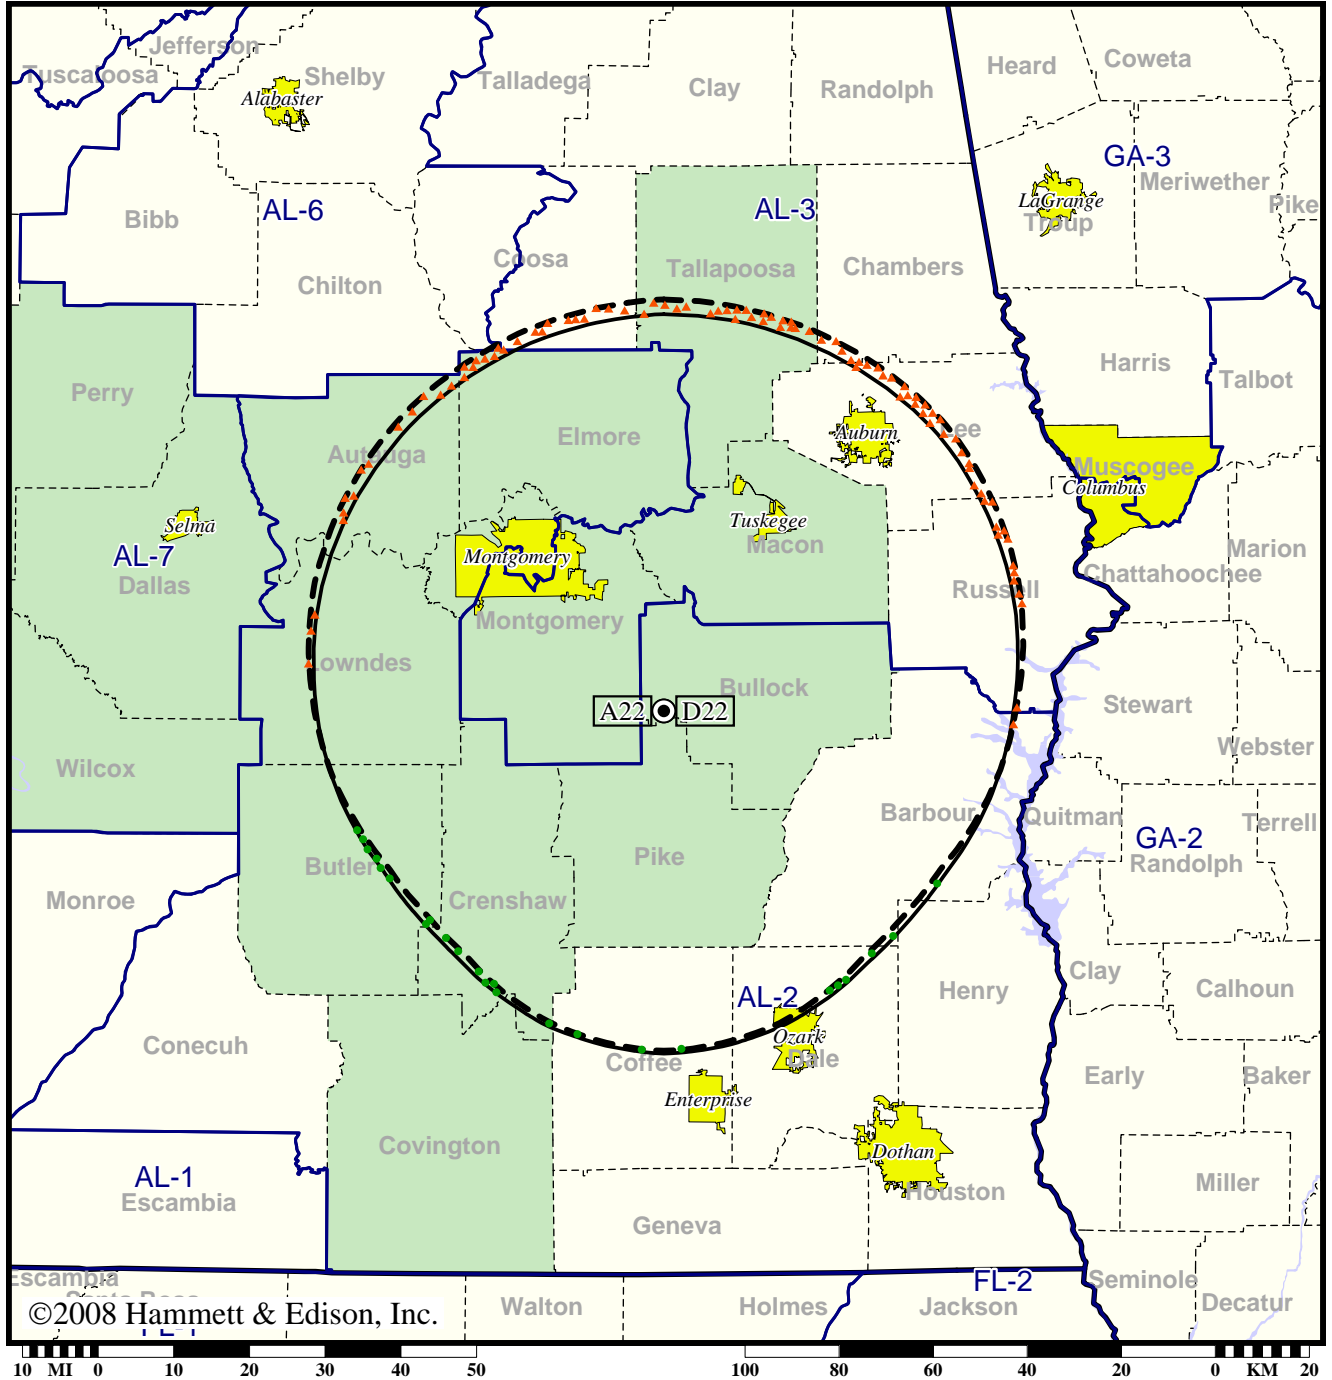 Jefferson
Tuscaloosa
Shelby
Alabaster
Talladega
Clay
Randolph
Heard
Coweta
GA-3
Meriwether
LaGrange
Troup
Pike
Bibb
AL-6
AL-3
Coosa
Tallapoosa
Chambers
Chilton
Harris
Talbot
Perry
Elmore
Auburn
Lee
Autauga
Muscogee
Columbus
Selma
Tuskegee
Montgomery
Macon
Marion
AL-7
Dallas
Chattahoochee
Russell
Montgomery
Lowndes
Bullock
A22 D22
Stewart
Webster
Wilcox
Barbour
Quitman
Terrell
GA-2
Randolph
Pike
Butler
Monroe
Crenshaw
Clay
Calhoun
AL-2
Henry
Ozark
Dale
Conecuh
Coffee
Early
Baker
Enterprise
Covington
Dothan
AL-1
Escambia
Houston
Miller
Geneva
Escambia
FL-2
Seminole
Santa Rosa
Walton
Holmes
Jackson
Decatur
©2008 Hammett & Edison, Inc.
FL-1
10 MI 0 10 20 30 40 50 100 80 60 40 20 0 KM 20